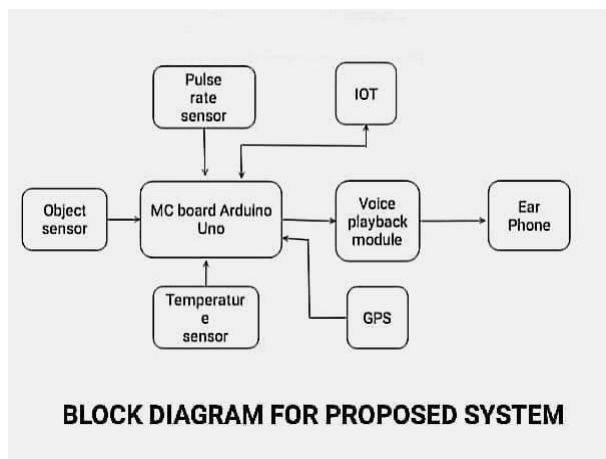 Pulse
rate
sensor
IOT
Object
sensor
MC board Arduino
Uno
Voice
playback
module
Ear
Phone
Temperatur
e
sensor
GPS
BLOCK DIAGRAM FOR PROPOSED SYSTEM